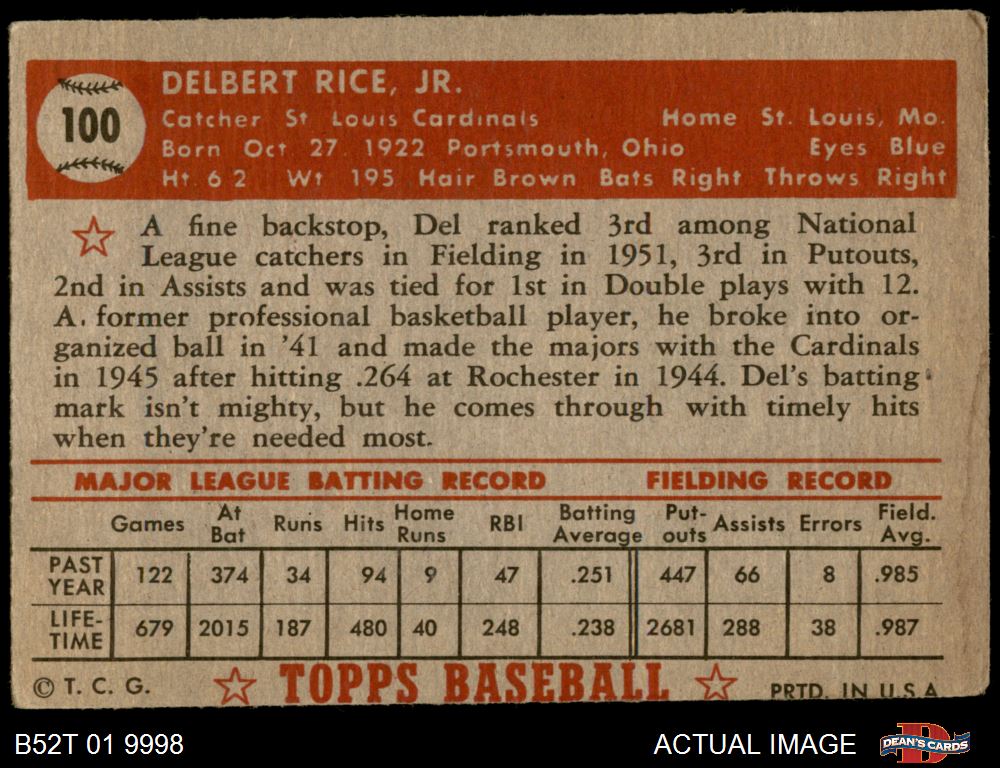 100
DELBERT RICE, JR.
Catcher St Louis Cardinals Home St. Louis, Mo.
Born Oct 27 1922 Portsmouth, Ohio Eyes Blue
Ht. 6 2 Wt 195 Hair Brown Bats Right Throws Right
A fine backstop, Del ranked 3rd among National
League catchers in Fielding in 1951, 3rd in Putouts,
2nd in Assists and was tied for 1st in Double plays with 12.
A former professional basketball player, he broke into or-
ganized ball in '41 and made the majors with the Cardinals
in 1945 after hitting .264 at Rochester in 1944. Del's batting
mark isn't mighty, but he comes through with timely hits
when they're needed most.
MAJOR LEAGUE BATTING RECORD FIELDING RECORD
Games At Bat Runs Hits Home Runs RBI Batting Average Put-outs Assists Errors Field. Avg.
PAST YEAR 122 374 34 94 9 47 .251 447 66 8 .985
LIFE-TIME 679 2015 187 480 40 248 .238 2681 288 38 .987
© T. C. G. TOPPS BASEBALL PRTD. IN U.S.A
B52T 01 9998 ACTUAL IMAGE DEAN'S CARDS